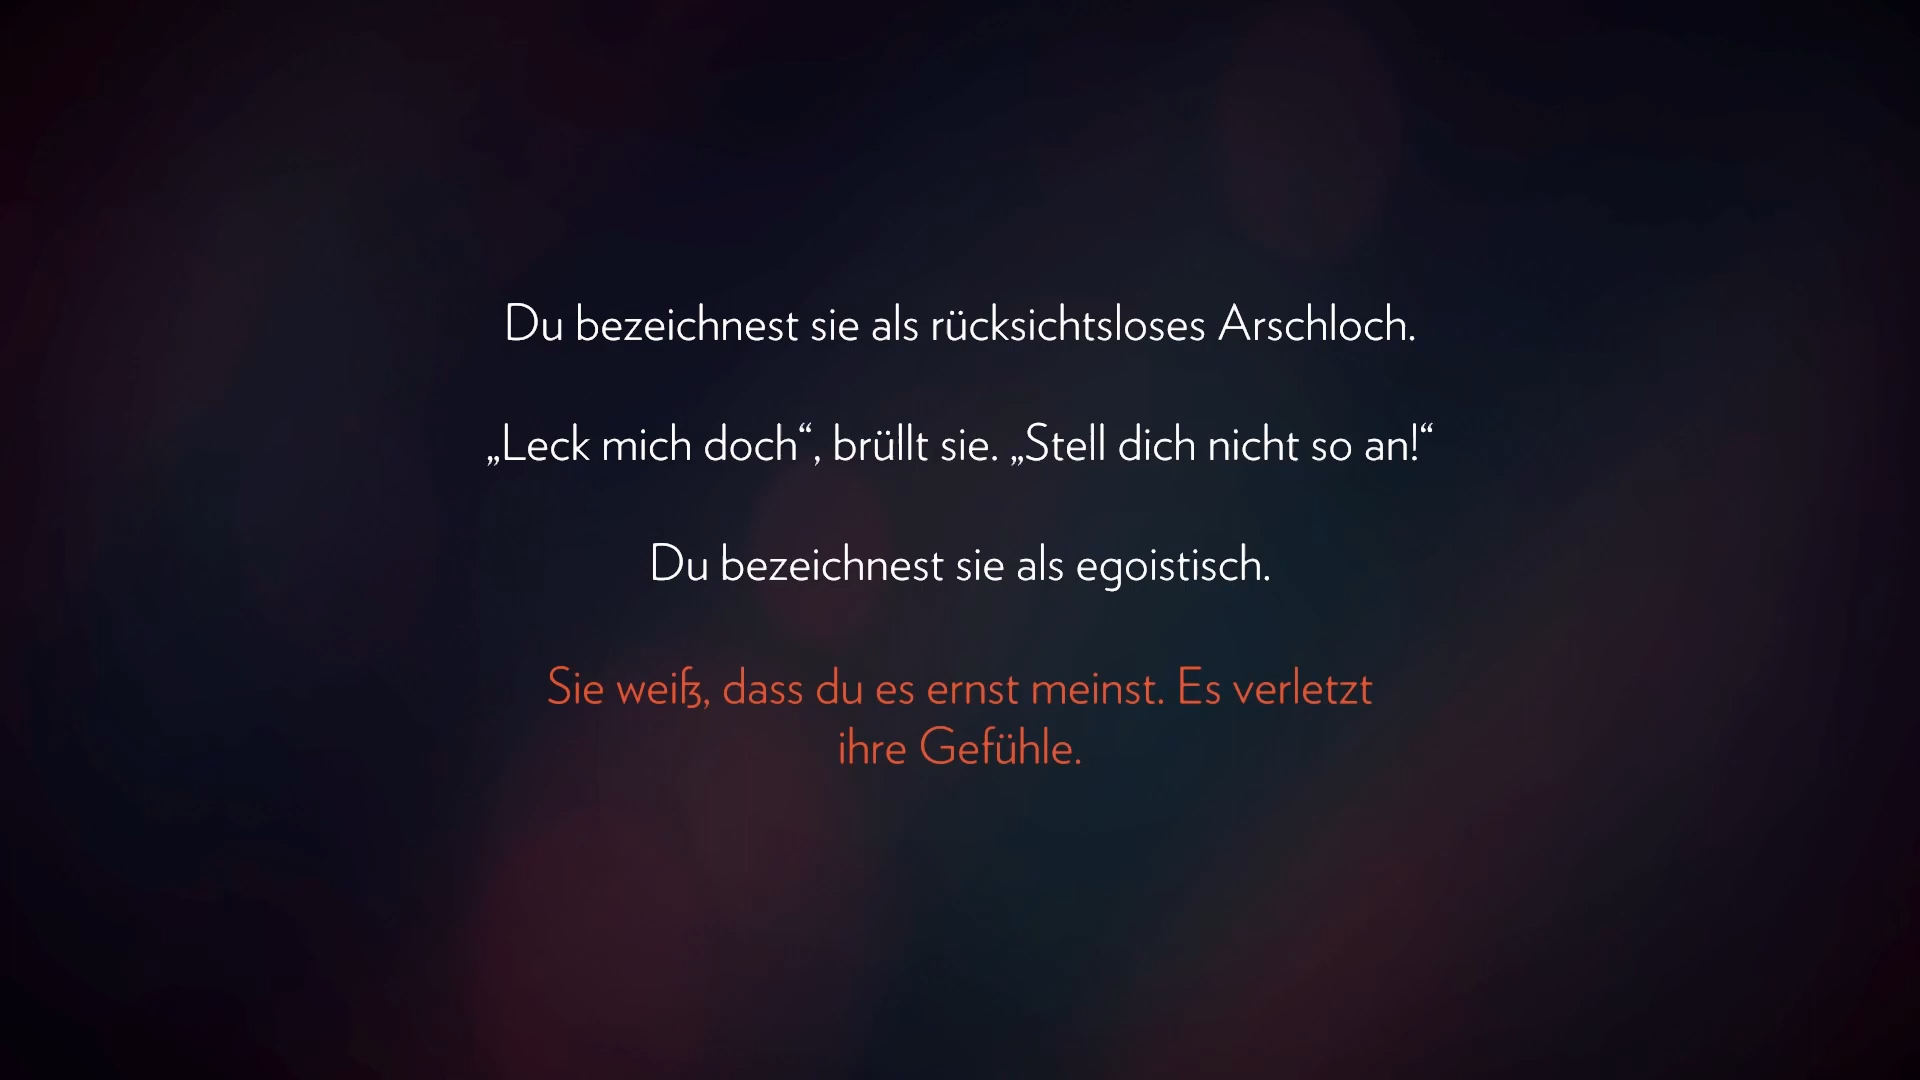 Du bezeichnest sie als rücksichtsloses Arschloch.
„Leck mich doch“, brüllt sie. „Stell dich nicht so an!“
Du bezeichnest sie als egoistisch.
Sie weiß, dass du es ernst meinst. Es verletzt
ihre Gefühle.